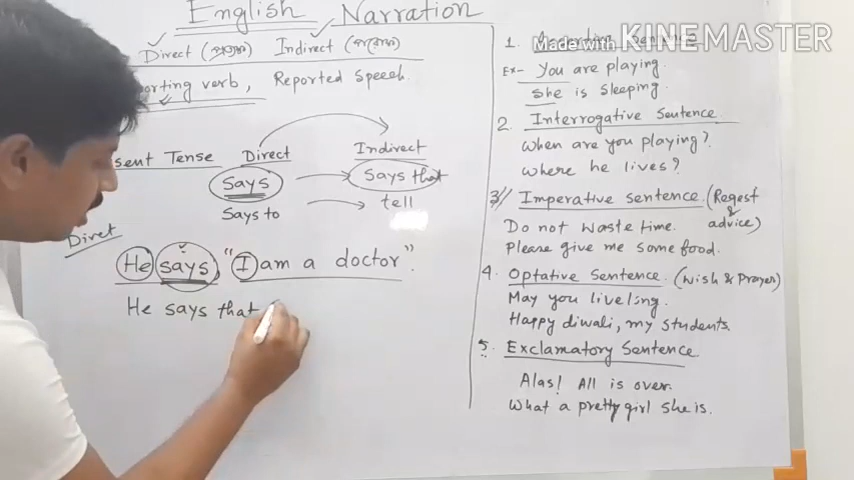 English Narration
Direct (প্রত্যক্ষ) Indirect (পরোক্ষ)
orting verb, Reported Speech
sent Tense Direct Indirect
Says Says that
Says to tell
Diret
He says, "I am a doctor".
He says that
1. Sentence
Ex- You are playing.
She is sleeping.
2. Interrogative Sentence
When are you playing?
Where he lives?
3// Imperative Sentence (Reqest & advice)
Do not waste time.
Please give me some food.
4. Optative Sentence (Wish & Prayer)
May you live long.
Happy diwali, my students
5. Exclamatory Sentence
Alas! All is over.
What a pretty girl she is.
Made with KINEMASTER